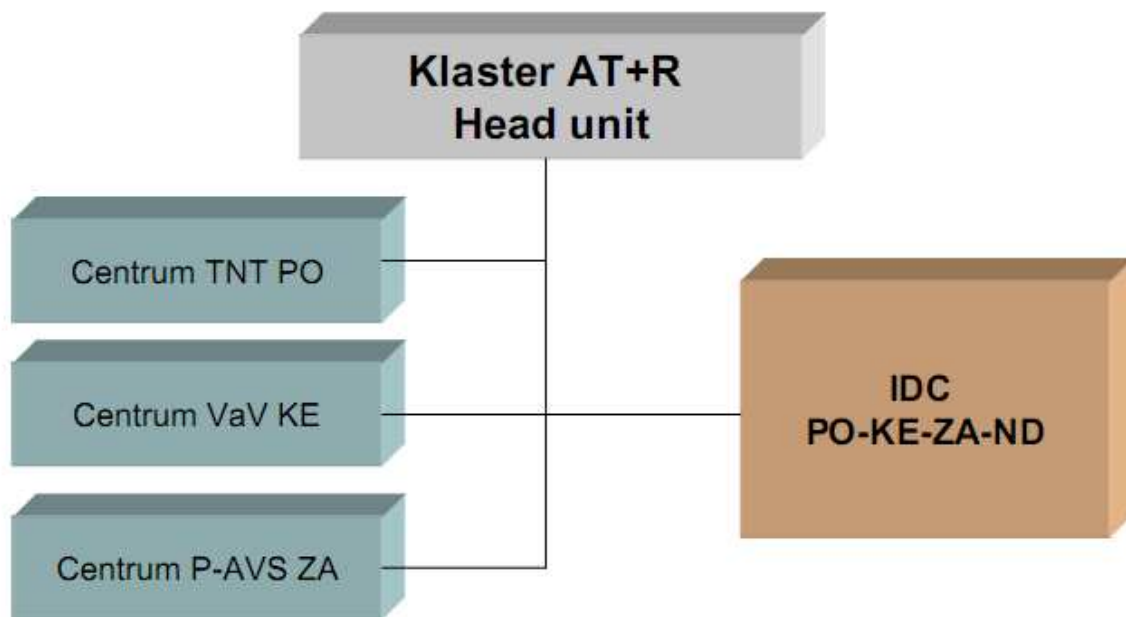 Klaster AT+R
Head unit
Centrum TNT PO
Centrum VaV KE
Centrum P-AVS ZA
IDC
PO-KE-ZA-ND